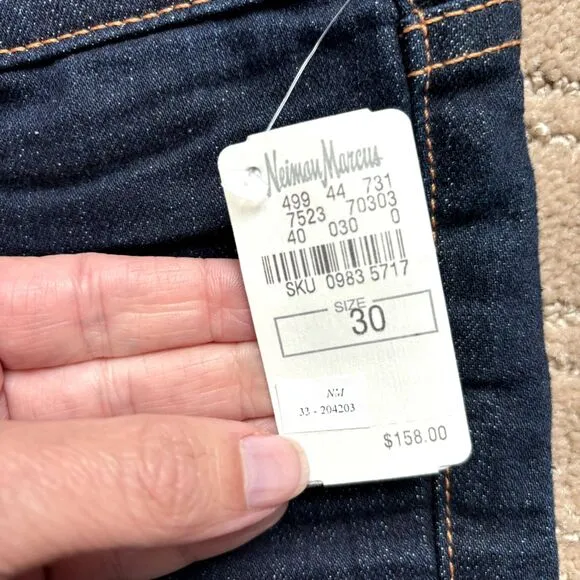 Neiman Marcus
499 44 731
7523 70303
40 030 0
SKU 0983 5717
SIZE
30
NM
33 - 204203
$158.00